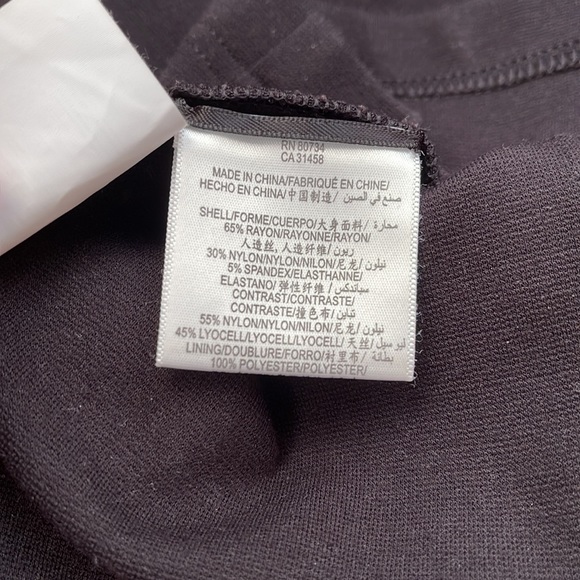 RN 80734
CA 31458
MADE IN CHINA/FABRIQUÉ EN CHINE/
HECHO EN CHINA/中国制造/ صنع في الصين
SHELL/FORME/CUERPO/大身面料/ محارة
65% RAYON/RAYONNE/RAYON/
人造丝, 人造纤维/ ريون
30% NYLON/NYLON/NILON/尼龙/ نيلون
5% SPANDEX/ELASTHANNE/
ELASTANO/弹性纤维/ سباندكس
CONTRAST/CONTRASTE/
CONTRASTE/撞色布/ تباين
55% NYLON/NYLON/NILON/尼龙/ نيلون
45% LYOCELL/LYOCELL/LYOCELL/天丝/ ليوسيل
LINING/DOUBLURE/FORRO/衬里布/ بطانة
100% POLYESTER/POLYESTER/